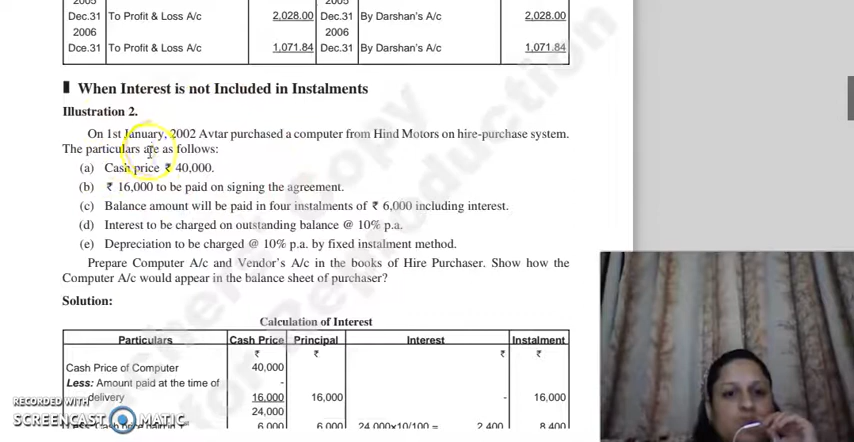 2005
Dec.31 To Profit & Loss A/c 2,028.00 Dec.31 By Darshan's A/c 2,028.00
2006 2006
Dce.31 To Profit & Loss A/c 1,071.84 Dec.31 By Darshan's A/c 1,071.84
When Interest is not Included in Instalments
Illustration 2.
On 1st January, 2002 Avtar purchased a computer from Hind Motors on hire-purchase system.
The particulars are as follows:
(a) Cash price ₹ 40,000.
(b) ₹ 16,000 to be paid on signing the agreement.
(c) Balance amount will be paid in four instalments of ₹ 6,000 including interest.
(d) Interest to be charged on outstanding balance @ 10% p.a.
(e) Depreciation to be charged @ 10% p.a. by fixed instalment method.
Prepare Computer A/c and Vendor's A/c in the books of Hire Purchaser. Show how the
Computer A/c would appear in the balance sheet of purchaser?
Solution:
Calculation of Interest
Particulars Cash Price Principal Interest Instalment
₹ ₹ ₹ ₹
Cash Price of Computer 40,000
Less: Amount paid at the time of -
delivery 16,000 16,000 - 16,000
24,000
6,000 6,000 24,000×10/100 = 2,400 8,400
RECORDED WITH
SCREENCAST MATIC